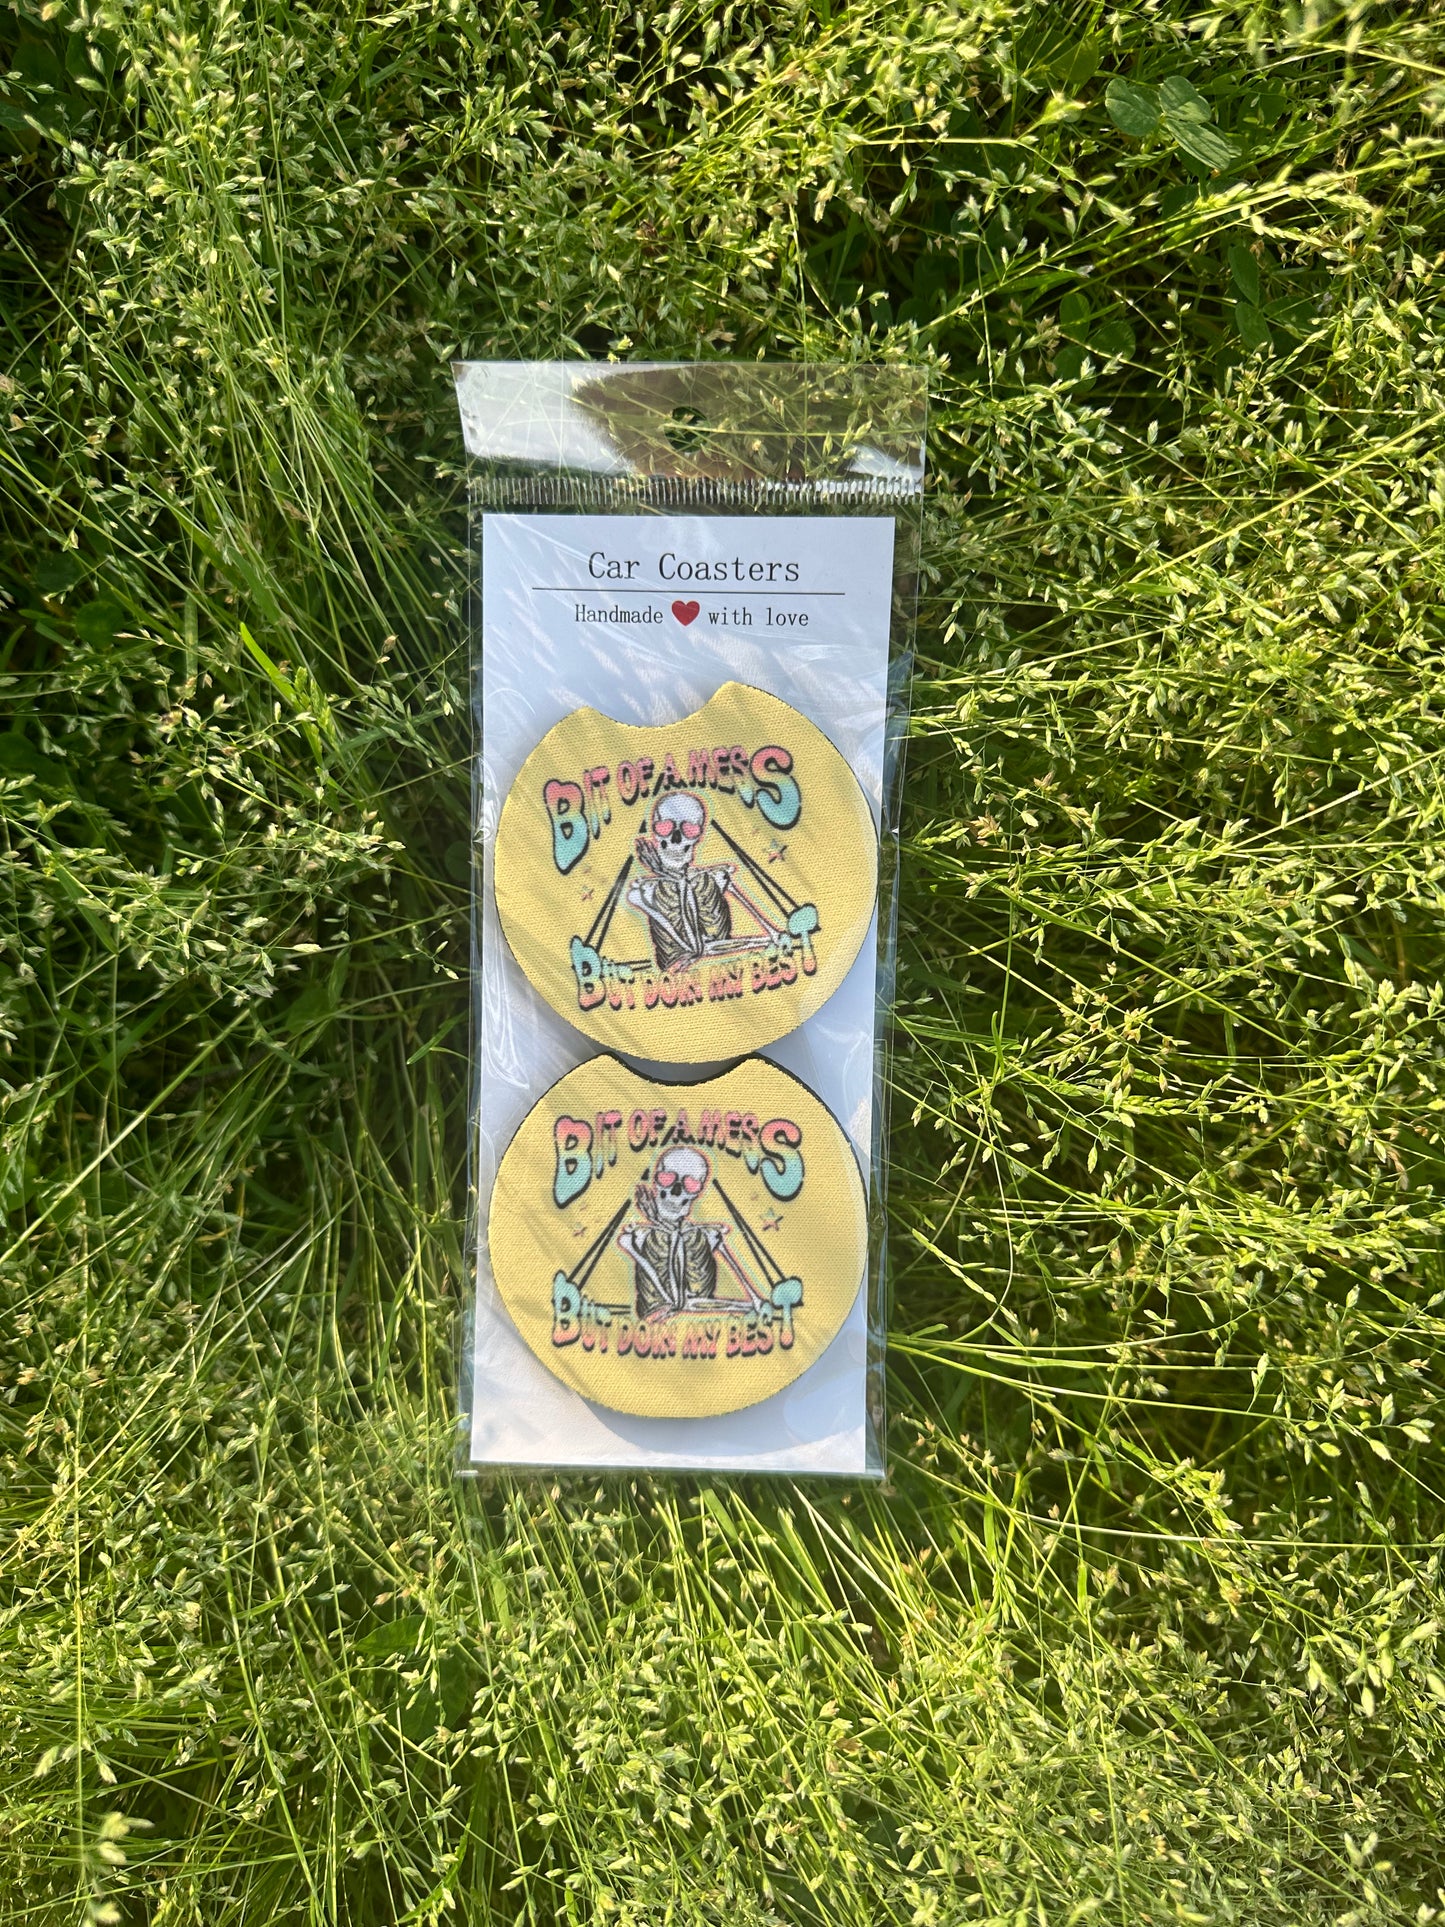 Car Coasters
Handmade ❤ with love
BIT OF A MESS
BUT DOIN MY BEST
BIT OF A MESS
BUT DOIN MY BEST